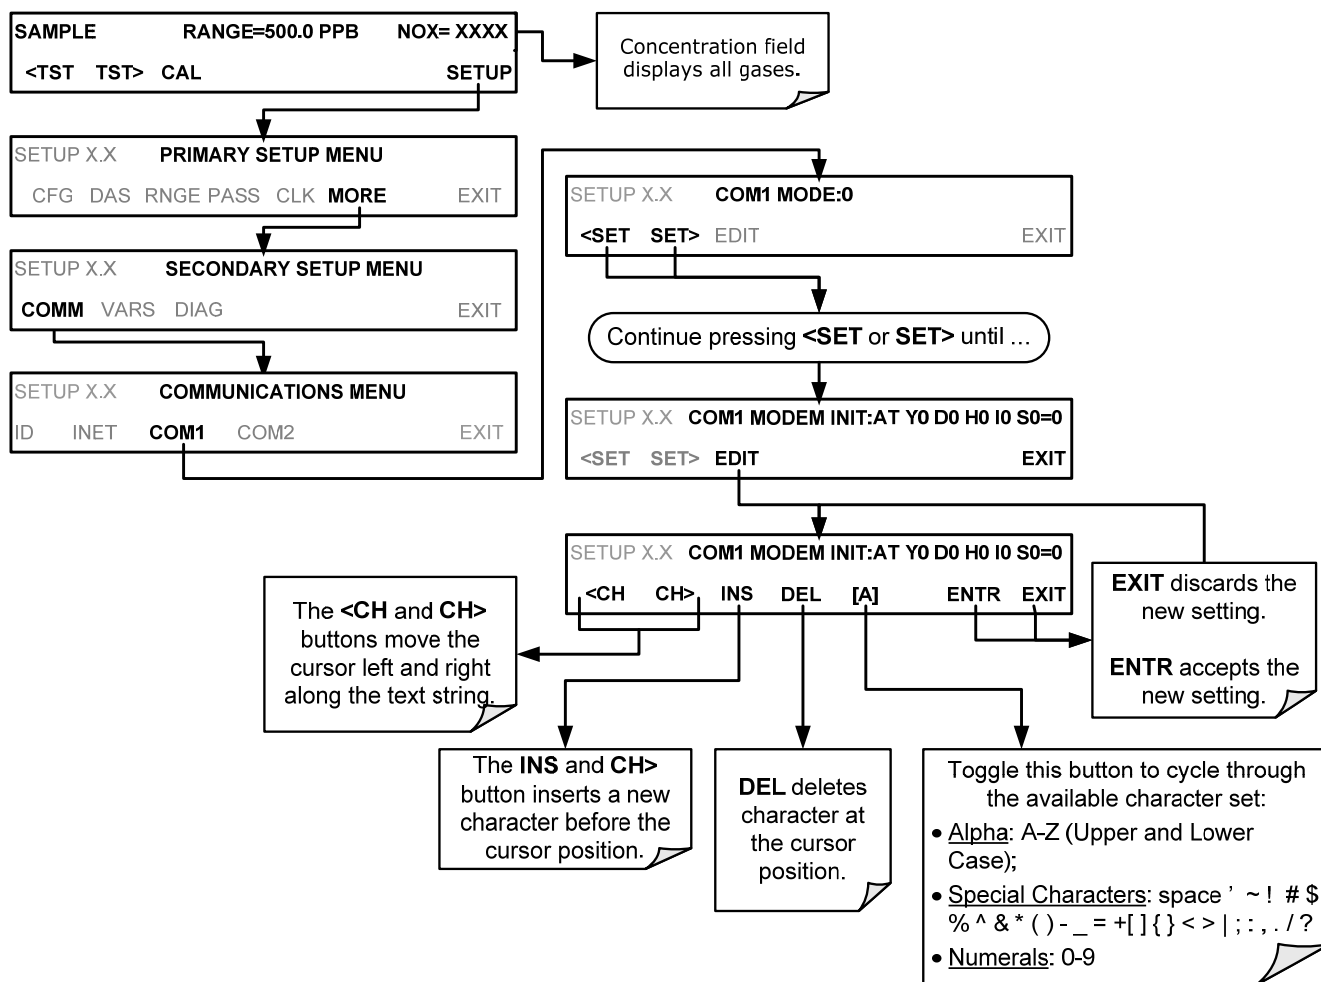 SAMPLE RANGE=500.0 PPB NOX= XXXX
<TST TST> CAL SETUP
Concentration field
displays all gases.
SETUP X.X PRIMARY SETUP MENU
CFG DAS RNGE PASS CLK MORE EXIT
SETUP X.X SECONDARY SETUP MENU
COMM VARS DIAG EXIT
SETUP X.X COMMUNICATIONS MENU
ID INET COM1 COM2 EXIT
SETUP X.X COM1 MODE:0
<SET SET> EDIT EXIT
Continue pressing <SET or SET> until ...
SETUP X.X COM1 MODEM INIT:AT Y0 D0 H0 I0 S0=0
<SET SET> EDIT EXIT
SETUP X.X COM1 MODEM INIT:AT Y0 D0 H0 I0 S0=0
<CH CH> INS DEL [A] ENTR EXIT
The <CH and CH>
buttons move the
cursor left and right
along the text string.
EXIT discards the
new setting.
ENTR accepts the
new setting.
The INS and CH>
button inserts a new
character before the
cursor position.
DEL deletes
character at
the cursor
position.
Toggle this button to cycle through
the available character set:
• Alpha: A-Z (Upper and Lower
Case);
• Special Characters: space ' ~ ! # $
% ^ & * ( ) - _ = +[ ] { } < > | ; : , . / ?
• Numerals: 0-9